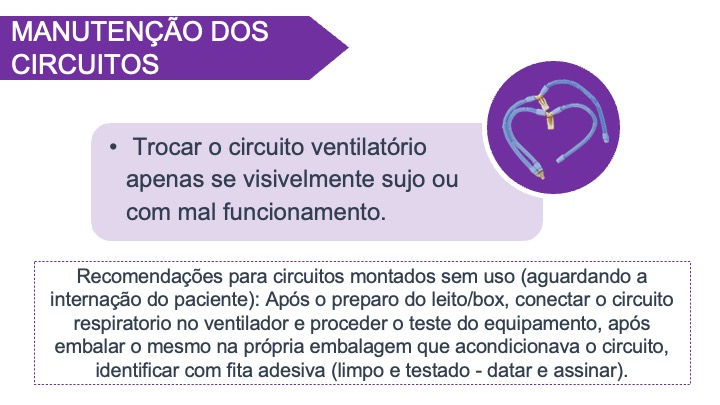 MANUTENÇÃO DOS
CIRCUITOS
• Trocar o circuito ventilatório
apenas se visivelmente sujo ou
com mal funcionamento.
Recomendações para circuitos montados sem uso (aguardando a
internação do paciente): Após o preparo do leito/box, conectar o circuito
respiratorio no ventilador e proceder o teste do equipamento, após
embalar o mesmo na própria embalagem que acondicionava o circuito,
identificar com fita adesiva (limpo e testado - datar e assinar).